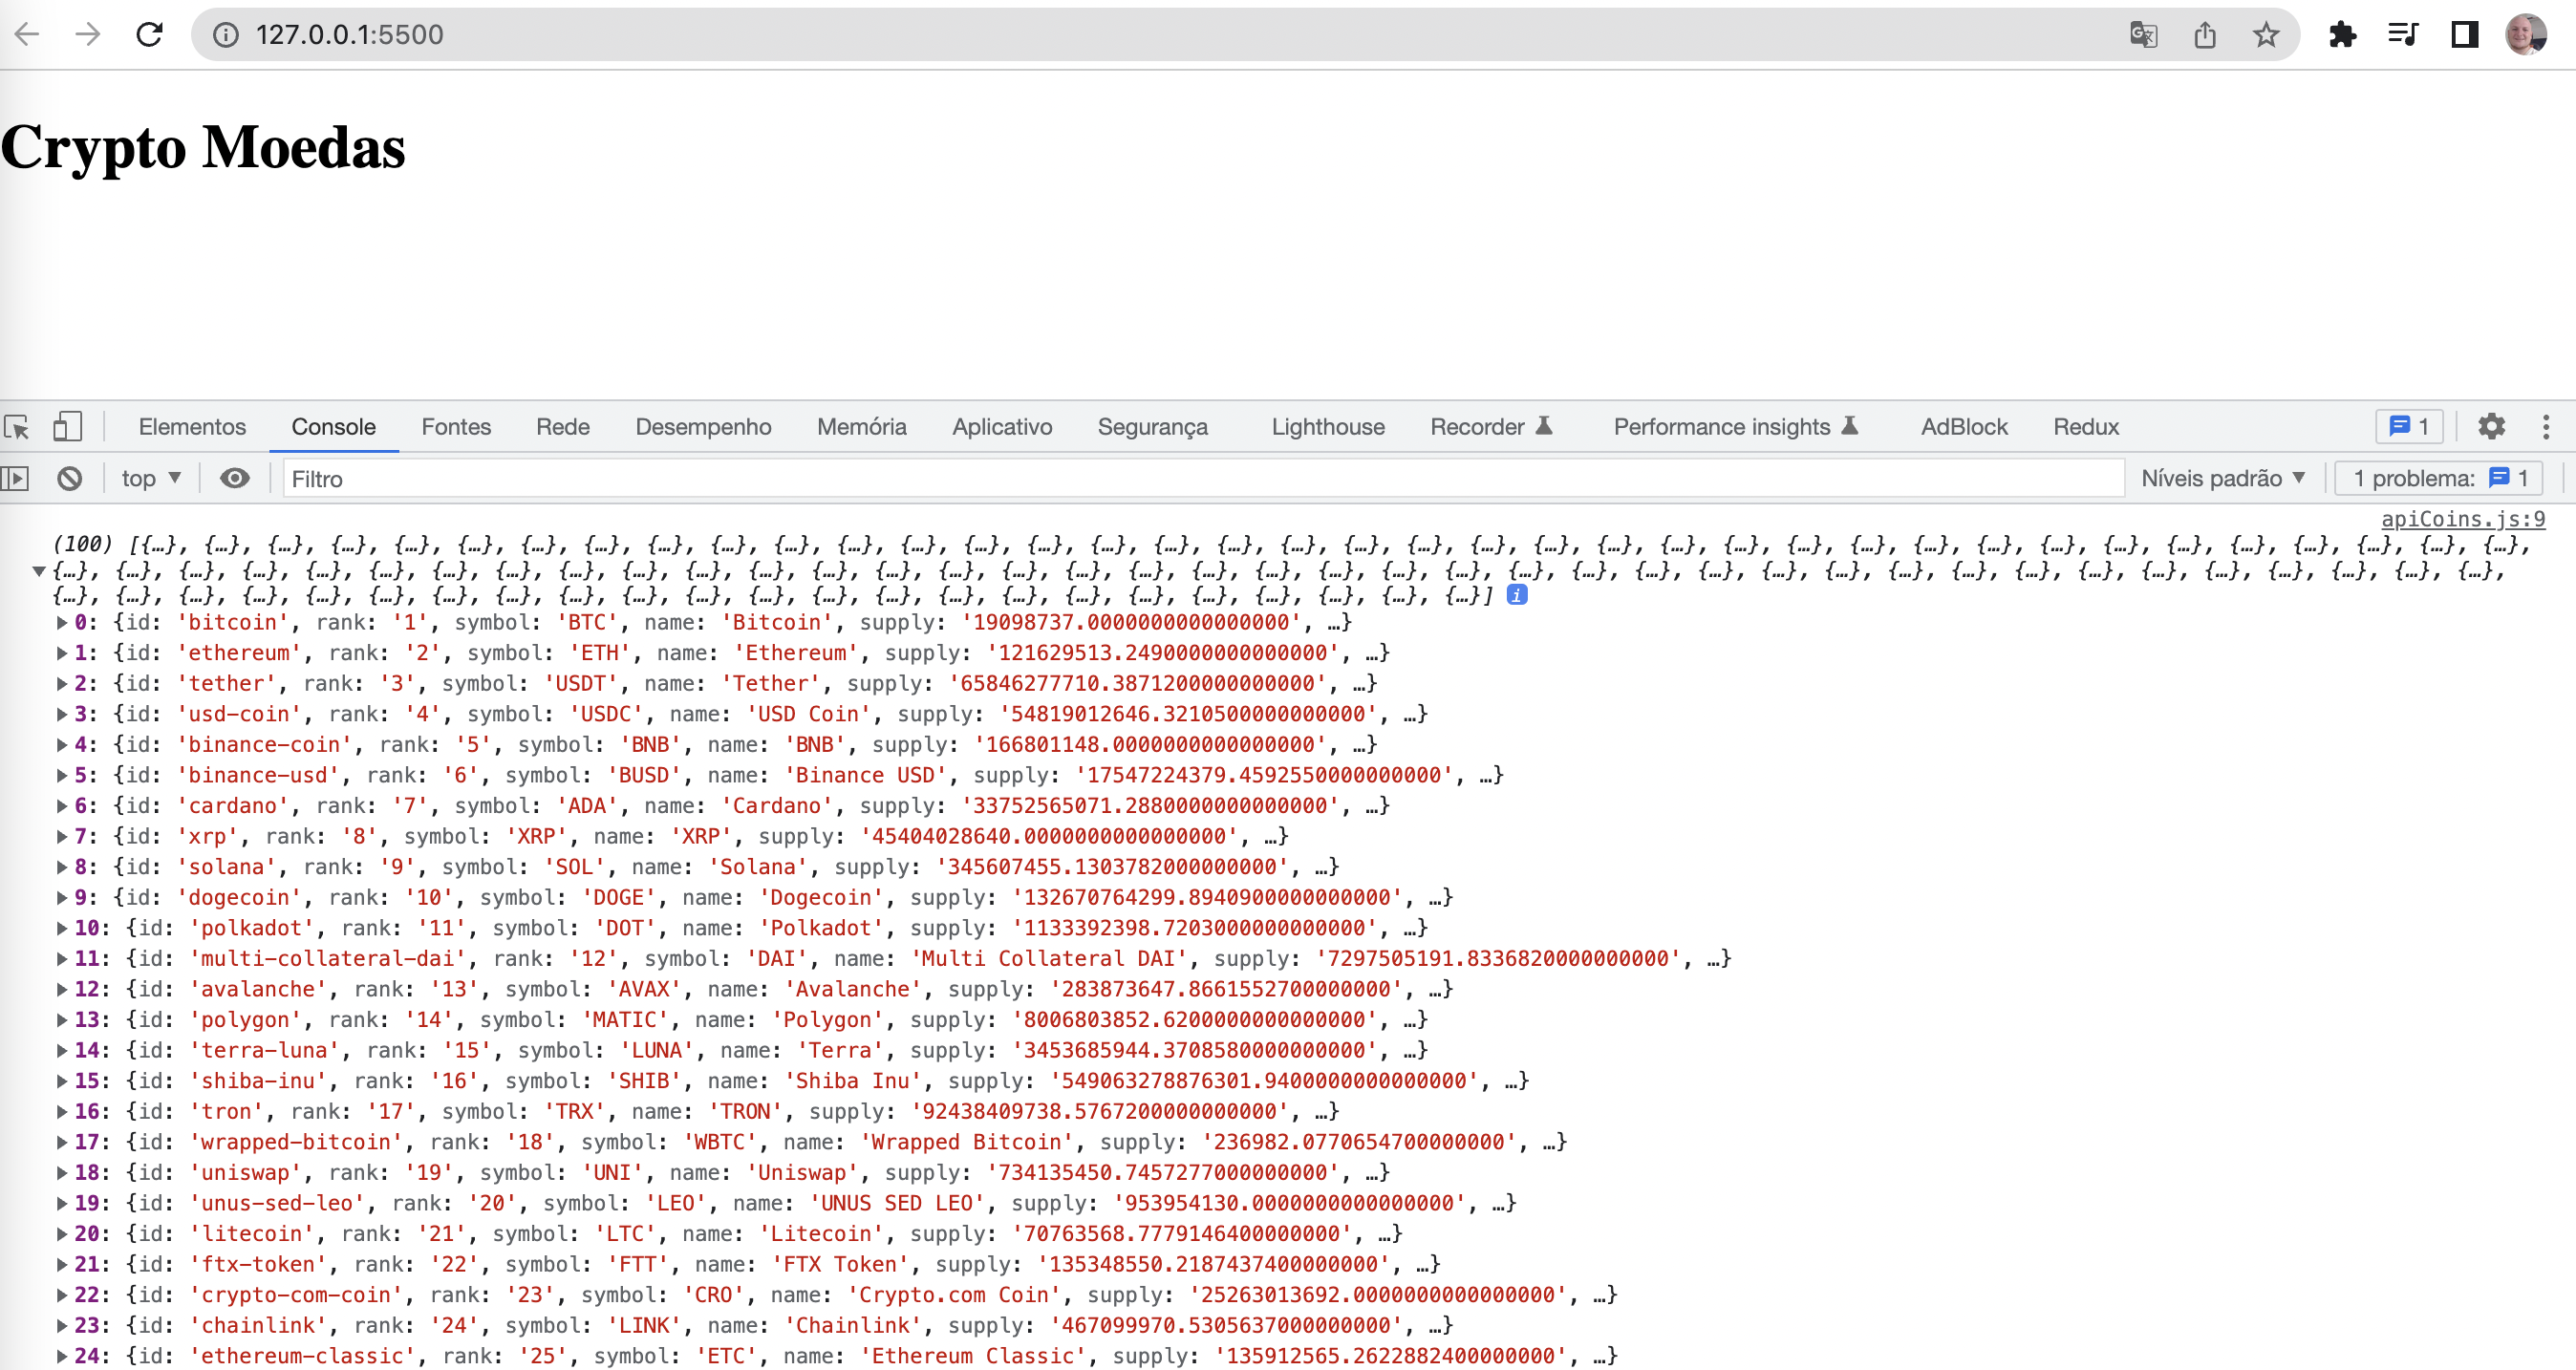 127.0.0.1:5500
Crypto Moedas
Elementos Console Fontes Rede Desempenho Memória Aplicativo Segurança Lighthouse Recorder Performance insights AdBlock Redux 1
top Filtro Níveis padrão 1 problema: 1
apiCoins.js:9
(100) [{…}, {…}, {…}, {…}, {…}, {…}, {…}, {…}, {…}, {…}, {…}, {…}, {…}, {…}, {…}, {…}, {…}, {…}, {…}, {…}, {…}, {…}, {…}, {…}, {…}, {…}, {…}, {…}, {…}, {…}, {…}, {…}, {…}, {…}, {…}, {…}, {…}, {…},
{…}, {…}, {…}, {…}, {…}, {…}, {…}, {…}, {…}, {…}, {…}, {…}, {…}, {…}, {…}, {…}, {…}, {…}, {…}, {…}, {…}, {…}, {…}, {…}, {…}, {…}, {…}, {…}, {…}, {…}, {…}, {…}, {…}, {…}, {…}, {…}, {…}, {…}, {…},
{…}, {…}, {…}, {…}, {…}, {…}, {…}, {…}, {…}, {…}, {…}, {…}, {…}, {…}, {…}, {…}, {…}, {…}, {…}, {…}, {…}, {…}, {…}] i
0: {id: 'bitcoin', rank: '1', symbol: 'BTC', name: 'Bitcoin', supply: '19098737.0000000000000000', …}
1: {id: 'ethereum', rank: '2', symbol: 'ETH', name: 'Ethereum', supply: '121629513.2490000000000000', …}
2: {id: 'tether', rank: '3', symbol: 'USDT', name: 'Tether', supply: '65846277710.3871200000000000', …}
3: {id: 'usd-coin', rank: '4', symbol: 'USDC', name: 'USD Coin', supply: '54819012646.3210500000000000', …}
4: {id: 'binance-coin', rank: '5', symbol: 'BNB', name: 'BNB', supply: '166801148.0000000000000000', …}
5: {id: 'binance-usd', rank: '6', symbol: 'BUSD', name: 'Binance USD', supply: '17547224379.4592550000000000', …}
6: {id: 'cardano', rank: '7', symbol: 'ADA', name: 'Cardano', supply: '33752565071.2880000000000000', …}
7: {id: 'xrp', rank: '8', symbol: 'XRP', name: 'XRP', supply: '45404028640.0000000000000000', …}
8: {id: 'solana', rank: '9', symbol: 'SOL', name: 'Solana', supply: '345607455.1303782000000000', …}
9: {id: 'dogecoin', rank: '10', symbol: 'DOGE', name: 'Dogecoin', supply: '132670764299.8940900000000000', …}
10: {id: 'polkadot', rank: '11', symbol: 'DOT', name: 'Polkadot', supply: '1133392398.7203000000000000', …}
11: {id: 'multi-collateral-dai', rank: '12', symbol: 'DAI', name: 'Multi Collateral DAI', supply: '7297505191.8336820000000000', …}
12: {id: 'avalanche', rank: '13', symbol: 'AVAX', name: 'Avalanche', supply: '283873647.8661552700000000', …}
13: {id: 'polygon', rank: '14', symbol: 'MATIC', name: 'Polygon', supply: '8006803852.6200000000000000', …}
14: {id: 'terra-luna', rank: '15', symbol: 'LUNA', name: 'Terra', supply: '3453685944.3708580000000000', …}
15: {id: 'shiba-inu', rank: '16', symbol: 'SHIB', name: 'Shiba Inu', supply: '549063278876301.9400000000000000', …}
16: {id: 'tron', rank: '17', symbol: 'TRX', name: 'TRON', supply: '92438409738.5767200000000000', …}
17: {id: 'wrapped-bitcoin', rank: '18', symbol: 'WBTC', name: 'Wrapped Bitcoin', supply: '236982.0770654700000000', …}
18: {id: 'uniswap', rank: '19', symbol: 'UNI', name: 'Uniswap', supply: '734135450.7457277000000000', …}
19: {id: 'unus-sed-leo', rank: '20', symbol: 'LEO', name: 'UNUS SED LEO', supply: '953954130.0000000000000000', …}
20: {id: 'litecoin', rank: '21', symbol: 'LTC', name: 'Litecoin', supply: '70763568.7779146400000000', …}
21: {id: 'ftx-token', rank: '22', symbol: 'FTT', name: 'FTX Token', supply: '135348550.2187437400000000', …}
22: {id: 'crypto-com-coin', rank: '23', symbol: 'CRO', name: 'Crypto.com Coin', supply: '25263013692.0000000000000000', …}
23: {id: 'chainlink', rank: '24', symbol: 'LINK', name: 'Chainlink', supply: '467099970.5305637000000000', …}
24: {id: 'ethereum-classic', rank: '25', symbol: 'ETC', name: 'Ethereum Classic', supply: '135912565.2622882400000000', …}